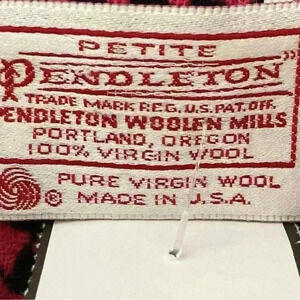 PETITE
PENDLETON"
TRADE MARK REG. U.S. PAT. OFF.
PENDLETON WOOLEN MILLS
PORTLAND, OREGON
100% VIRGIN WOOL
PURE VIRGIN WOOL
® MADE IN U.S.A.